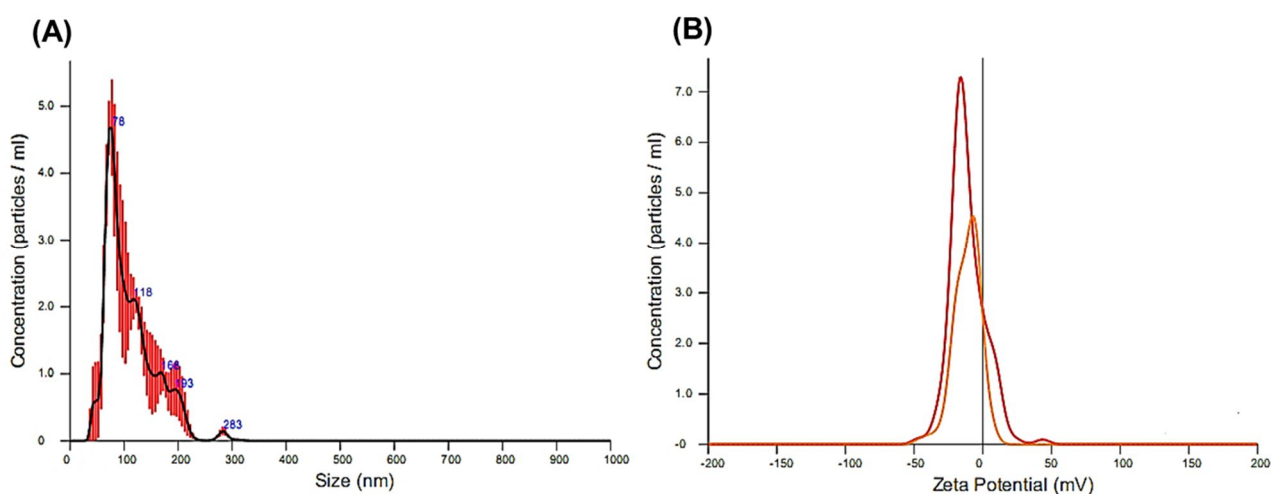 (A)
Concentration (particles / ml)
5.0
4.0
3.0
2.0
1.0
0
78
118
168
193
283
0 100 200 300 400 500 600 700 800 900 1000
Size (nm)
(B)
Concentration (particles / ml)
7.0
6.0
5.0
4.0
3.0
2.0
1.0
-0
-200 -150 -100 -50 0 50 100 150 200
Zeta Potential (mV)